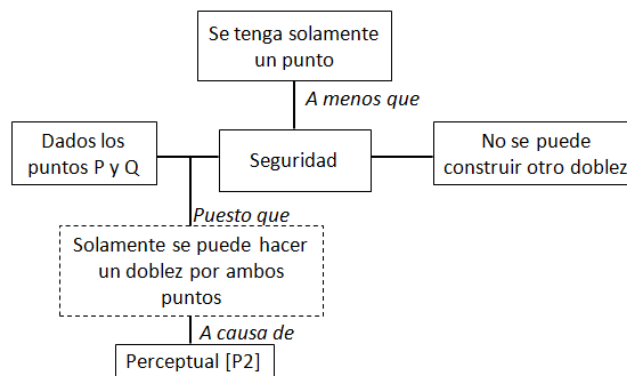 Se tenga solamente
un punto
A menos que
Dados los
puntos P y Q
Seguridad
No se puede
construir otro doblez
Puesto que
Solamente se puede hacer
un doblez por ambos
puntos
A causa de
Perceptual [P2]